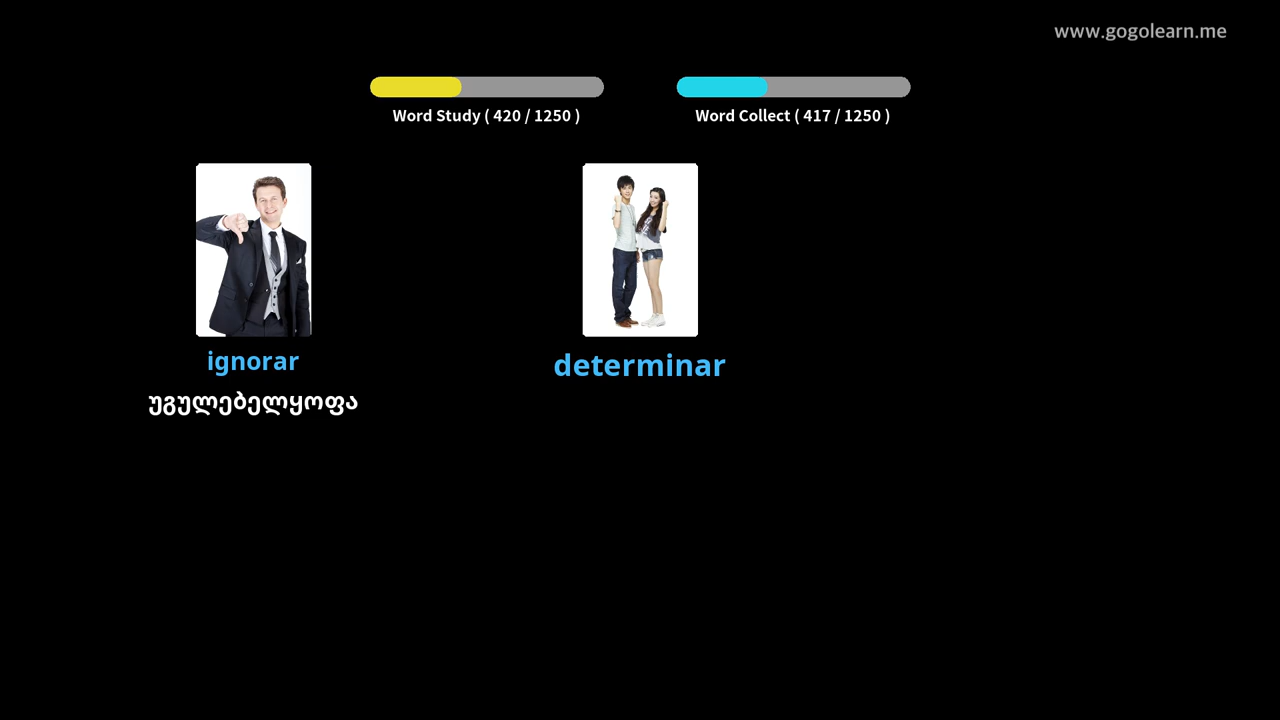 www.gogolearn.me
Word Study ( 420 / 1250 )
Word Collect ( 417 / 1250 )
ignorar
determinar
უგულებელყოფა